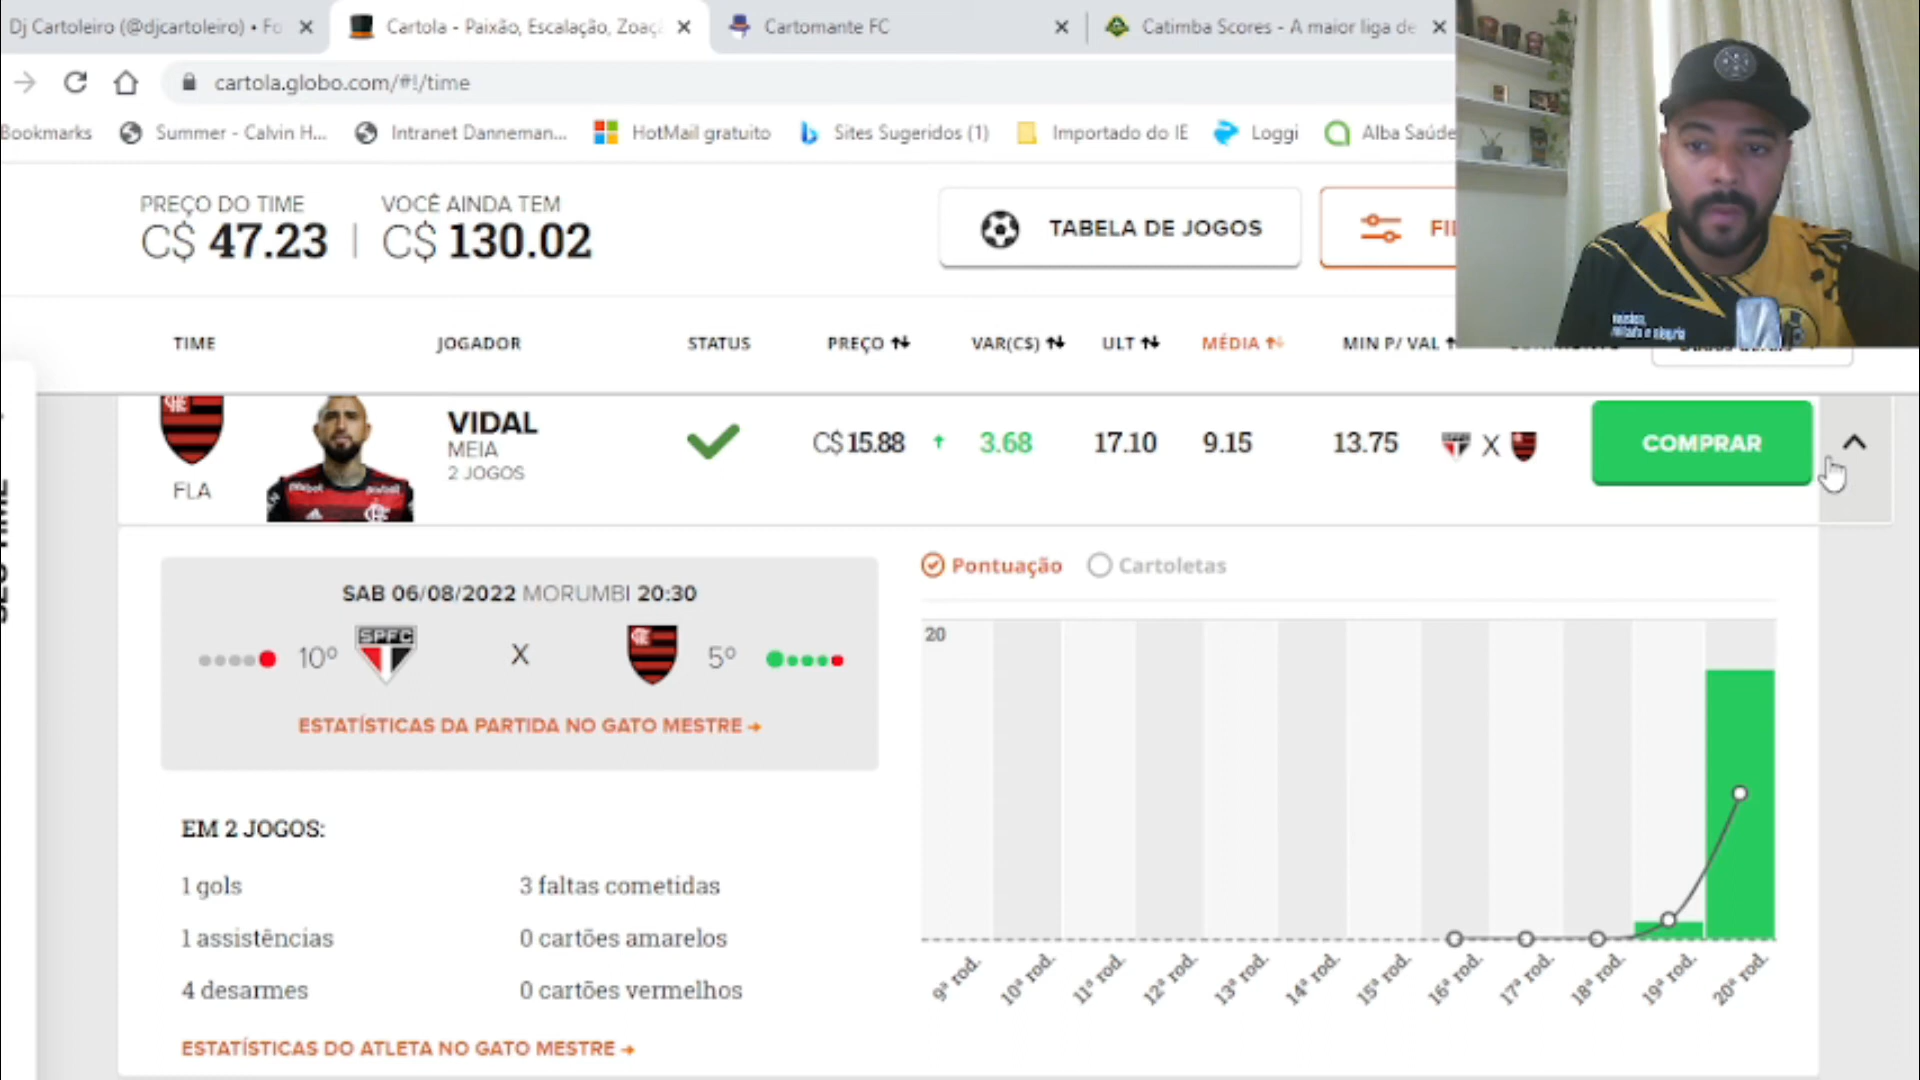 Dj Cartoleiro (@djcartoleiro) • Fo
Cartola - Paixão, Escalação, Zoaç
Cartomante FC
Catimba Scores - A maior liga de
cartola.globo.com/#!/time
Bookmarks
Summer - Calvin H...
Intranet Danneman...
HotMail gratuito
Sites Sugeridos (1)
Importado do IE
Loggi
Alba Saúde
PREÇO DO TIME
C$ 47.23
VOCÊ AINDA TEM
C$ 130.02
TABELA DE JOGOS
FIL
TIME
JOGADOR
STATUS
PREÇO
VAR(C$)
ULT
MÉDIA
MIN P/ VAL
FLA
VIDAL
MEIA
2 JOGOS
C$ 15.88
3.68
17.10
9.15
13.75
X
COMPRAR
SAB 06/08/2022 MORUMBI 20:30
10º
SPFC
X
5º
ESTATÍSTICAS DA PARTIDA NO GATO MESTRE
EM 2 JOGOS:
1 gols
3 faltas cometidas
1 assistências
0 cartões amarelos
4 desarmes
0 cartões vermelhos
ESTATÍSTICAS DO ATLETA NO GATO MESTRE
Pontuação
Cartoletas
20
9ª rod.
10ª rod.
11ª rod.
12ª rod.
13ª rod.
14ª rod.
15ª rod.
16ª rod.
17ª rod.
18ª rod.
19ª rod.
20ª rod.